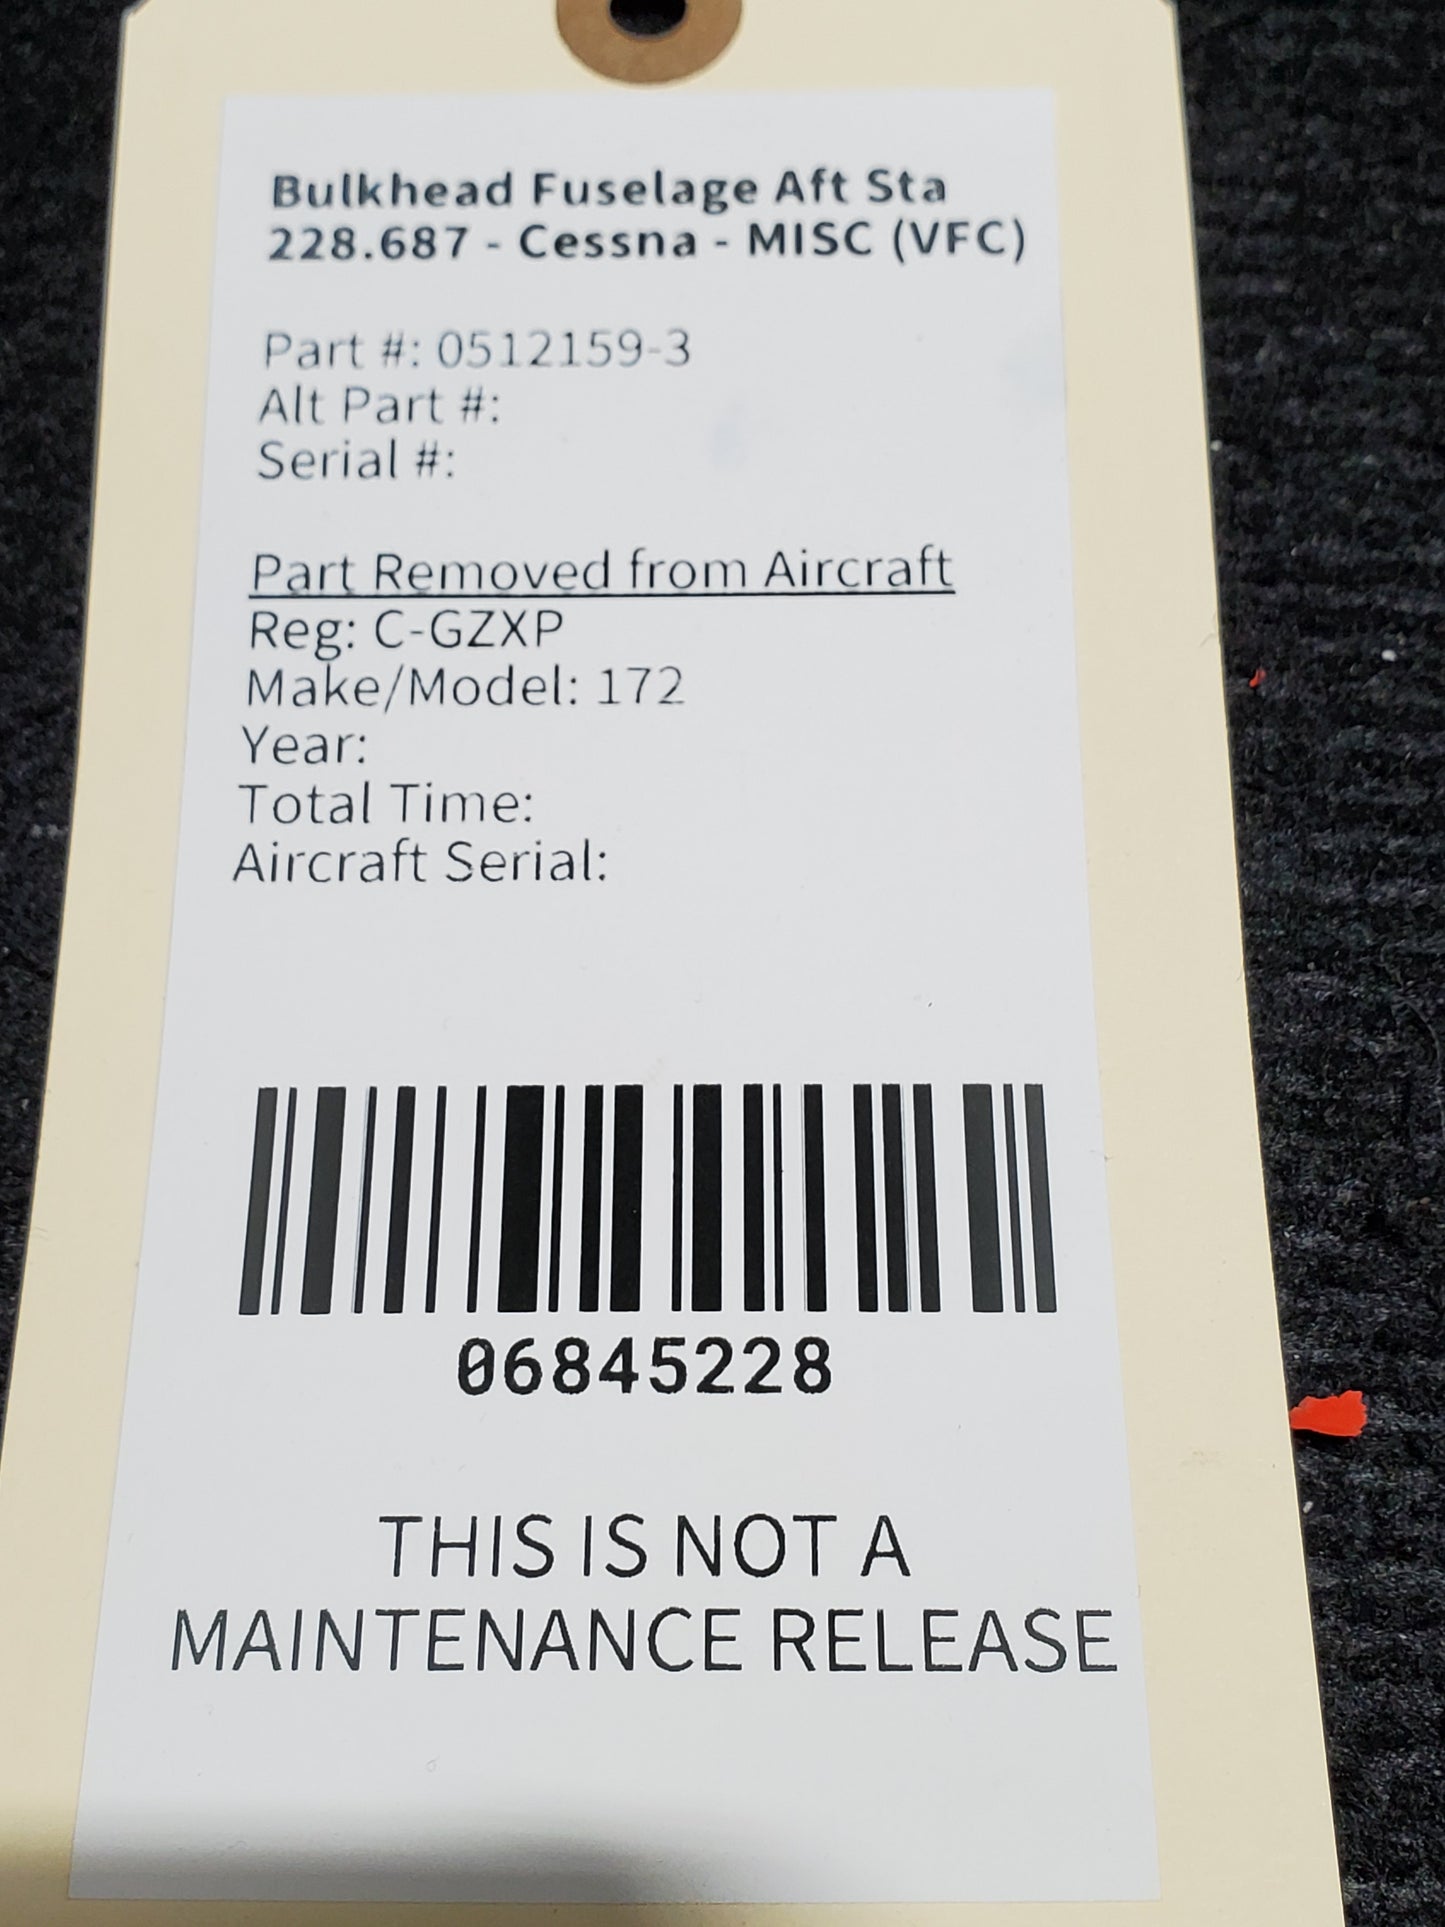 Bulkhead Fuselage Aft Sta
228.687 - Cessna - MISC (VFC)
Part #: 0512159-3
Alt Part #:
Serial #:
Part Removed from Aircraft
Reg: C-GZXP
Make/Model: 172
Year:
Total Time:
Aircraft Serial:
06845228
THIS IS NOT A
MAINTENANCE RELEASE